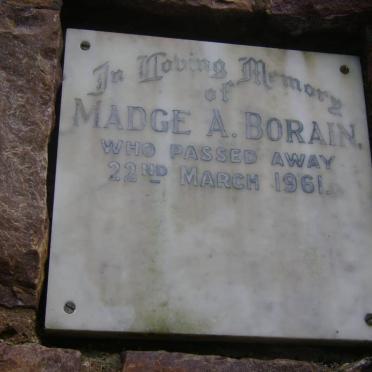 In Loving Memory
of
MADGE A. BORAIN,
WHO PASSED AWAY
22ND MARCH 1961.